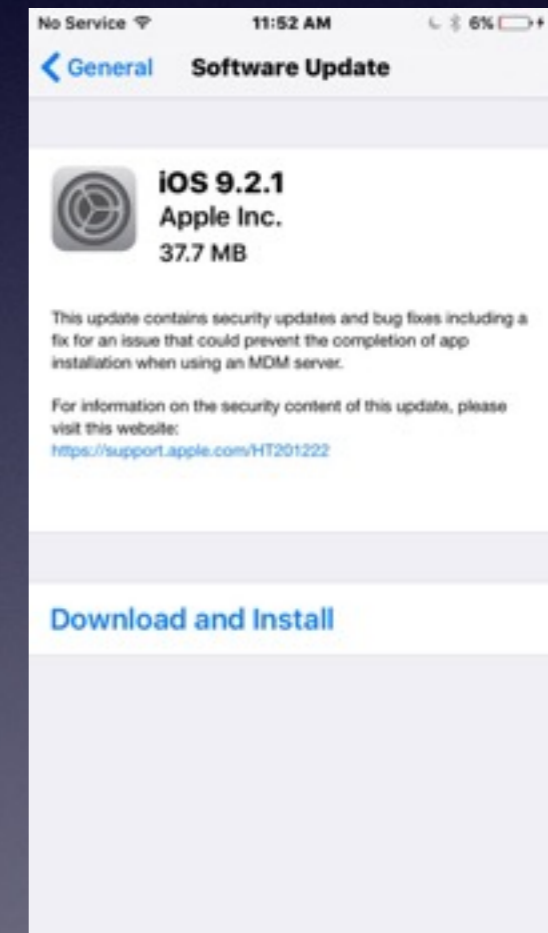 No Service 11:52 AM 6%
General Software Update
iOS 9.2.1
Apple Inc.
37.7 MB
This update contains security updates and bug fixes including a
fix for an issue that could prevent the completion of app
installation when using an MDM server.
For information on the security content of this update, please
visit this website:
https://support.apple.com/HT201222
Download and Install